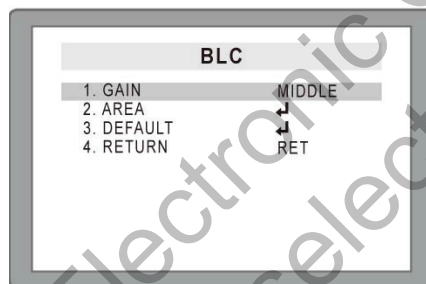 BLC
1. GAIN MIDDLE
2. AREA ↲
3. DEFAULT ↲
4. RETURN RET